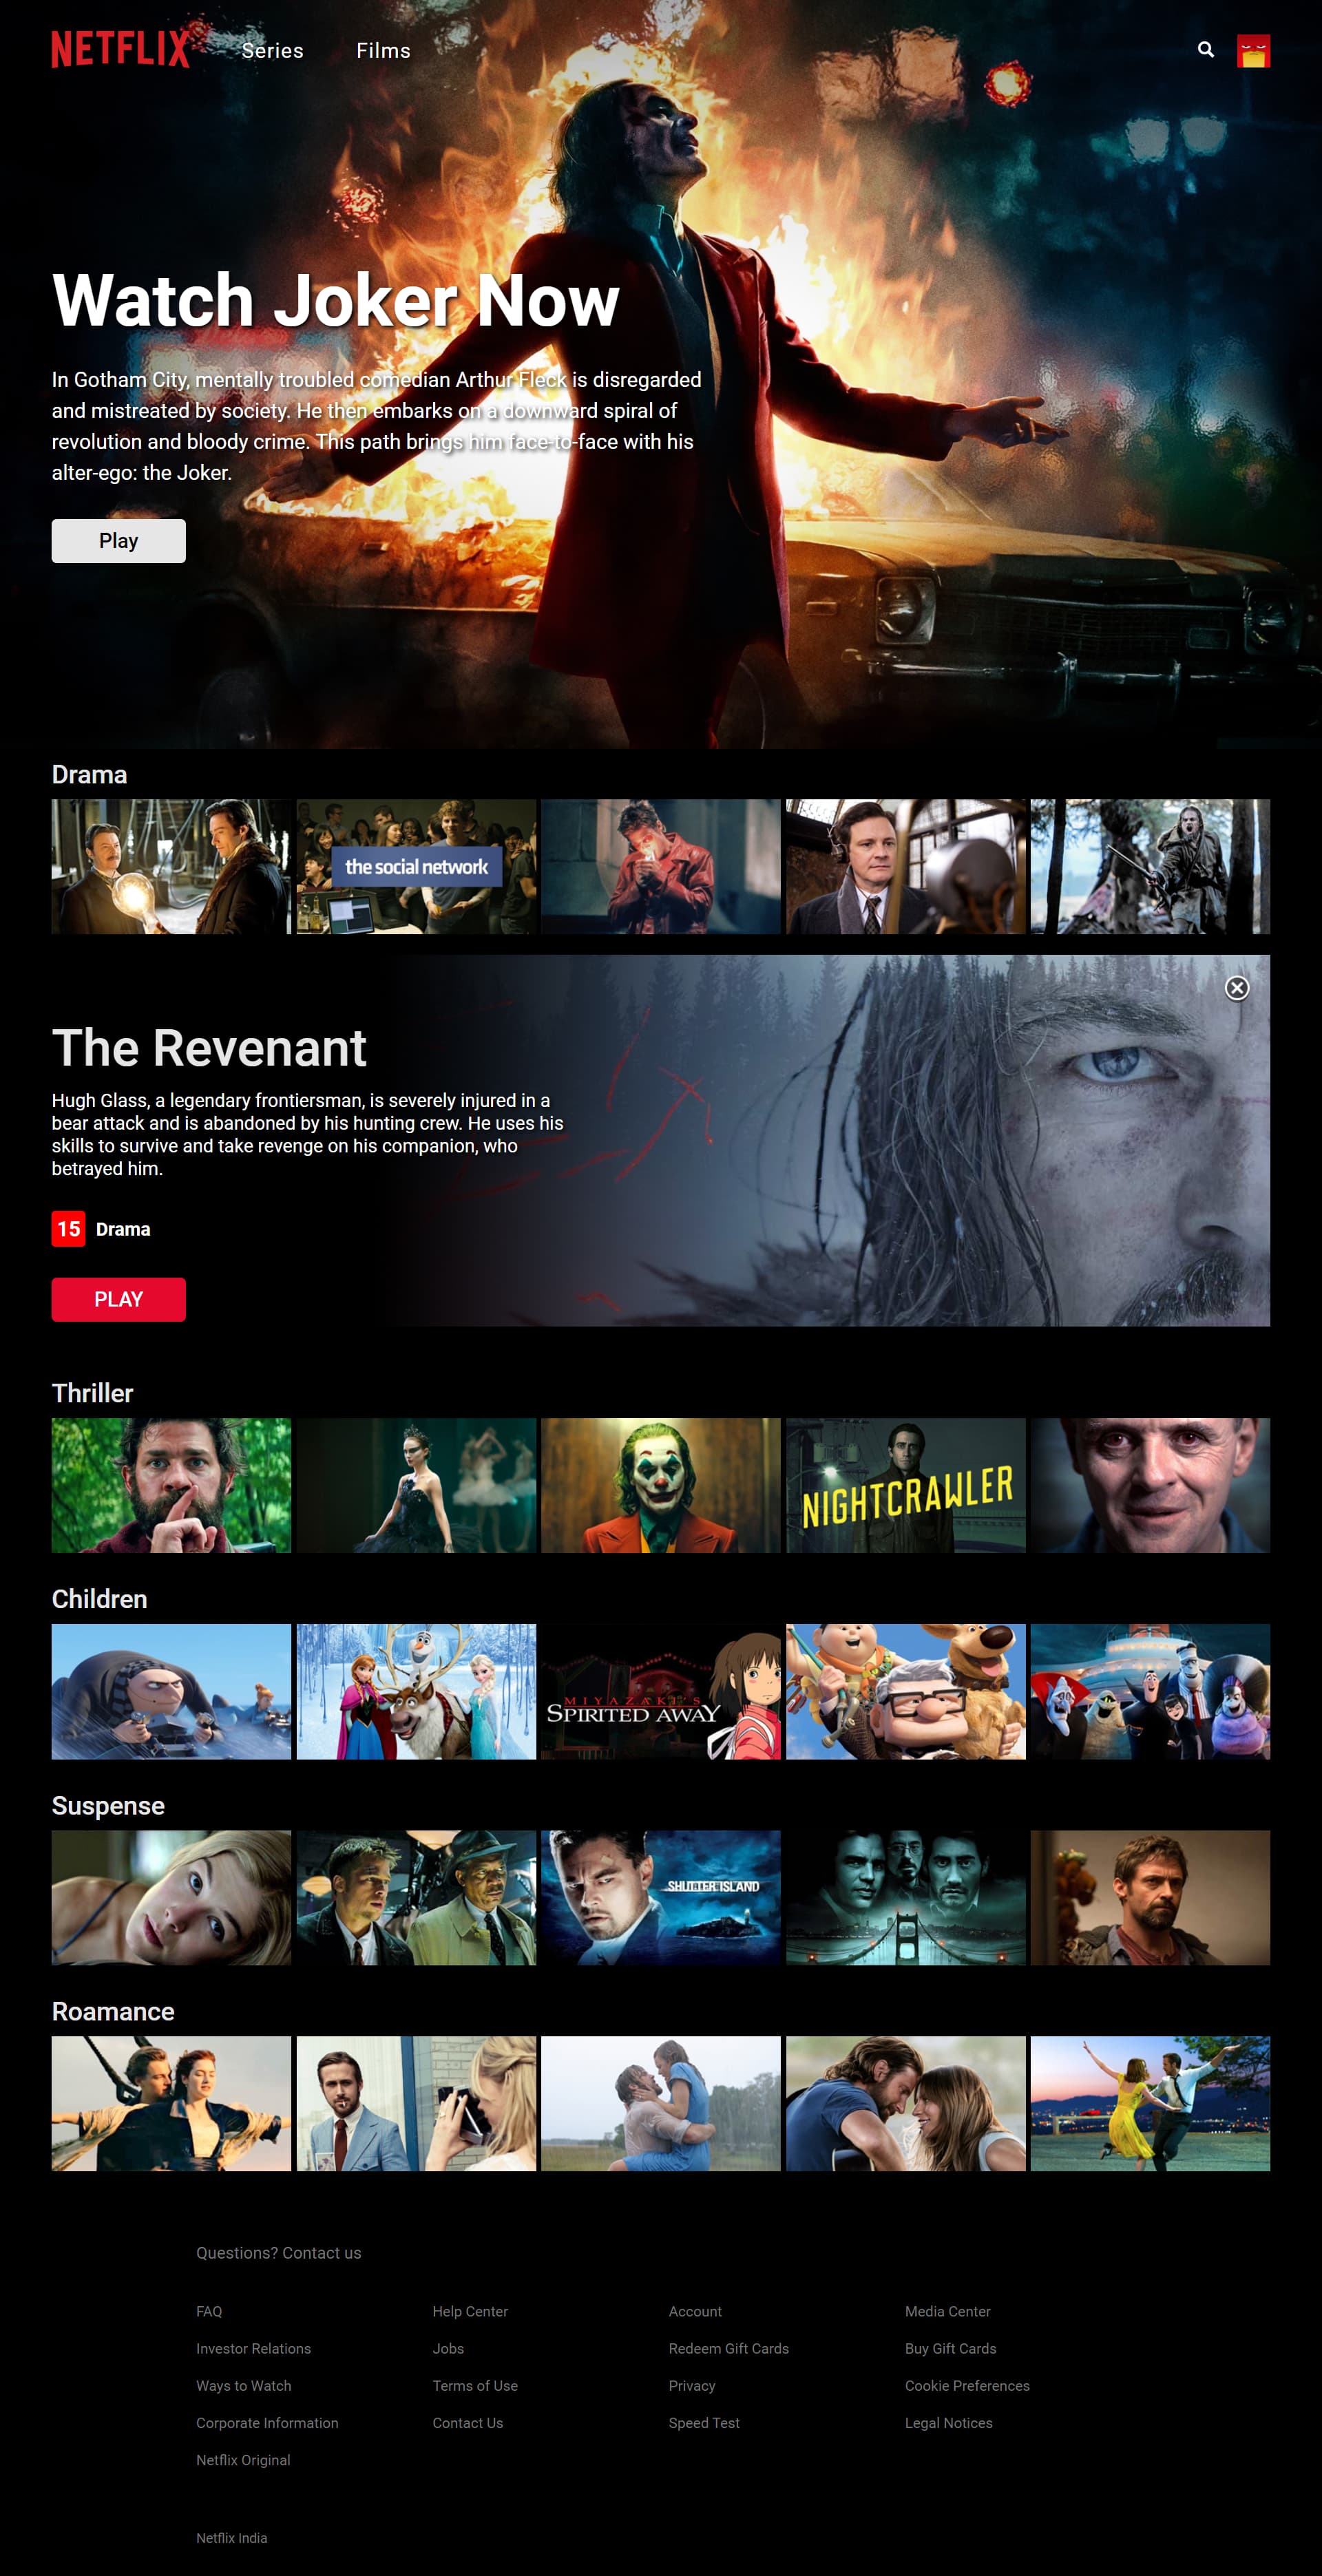 NETFLIX
Series
Films
Watch Joker Now
In Gotham City, mentally troubled comedian Arthur Fleck is disregarded
and mistreated by society. He then embarks on a downward spiral of
revolution and bloody crime. This path brings him face-to-face with his
alter-ego: the Joker.
Play
Drama
the social network
The Revenant
Hugh Glass, a legendary frontiersman, is severely injured in a
bear attack and is abandoned by his hunting crew. He uses his
skills to survive and take revenge on his companion, who
betrayed him.
15 Drama
PLAY
Thriller
NIGHTCRAWLER
Children
MIYAZAKI'S
SPIRITED AWAY
Suspense
SHUTTER ISLAND
Roamance
Questions? Contact us
FAQ
Help Center
Account
Media Center
Investor Relations
Jobs
Redeem Gift Cards
Buy Gift Cards
Ways to Watch
Terms of Use
Privacy
Cookie Preferences
Corporate Information
Contact Us
Speed Test
Legal Notices
Netflix Original
Netflix India